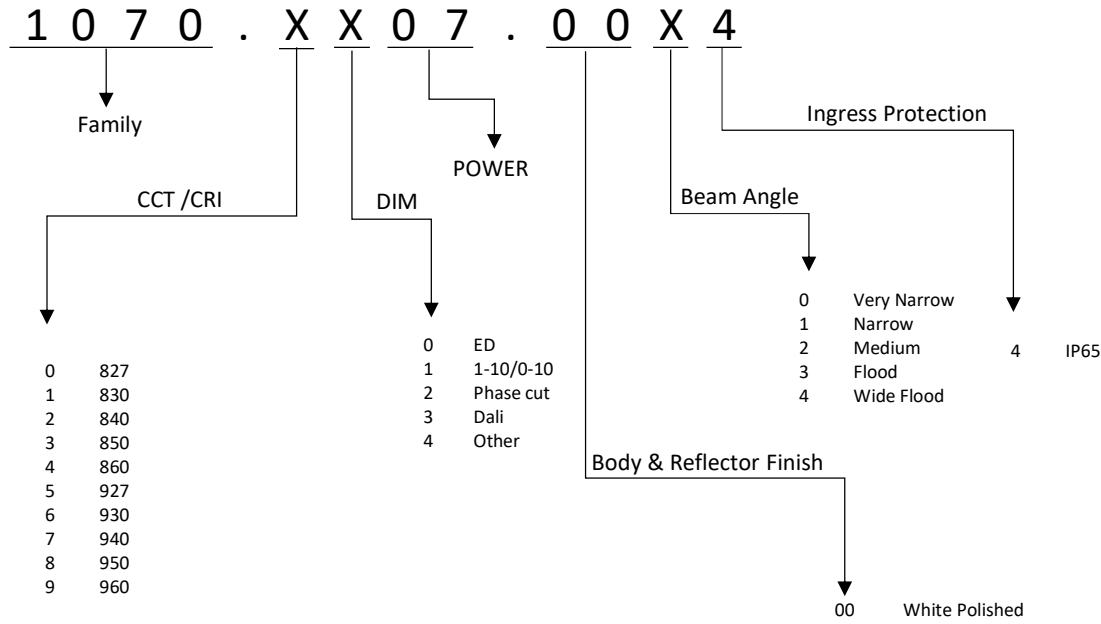 1 0 7 0 . X X 0 7 . 0 0 X 4
Family
POWER
Ingress Protection
CCT /CRI
DIM
Beam Angle
0 827
1 830
2 840
3 850
4 860
5 927
6 930
7 940
8 950
9 960
0 ED
1 1-10/0-10
2 Phase cut
3 Dali
4 Other
0 Very Narrow
1 Narrow
2 Medium
3 Flood
4 Wide Flood
4 IP65
Body & Reflector Finish
00 White Polished